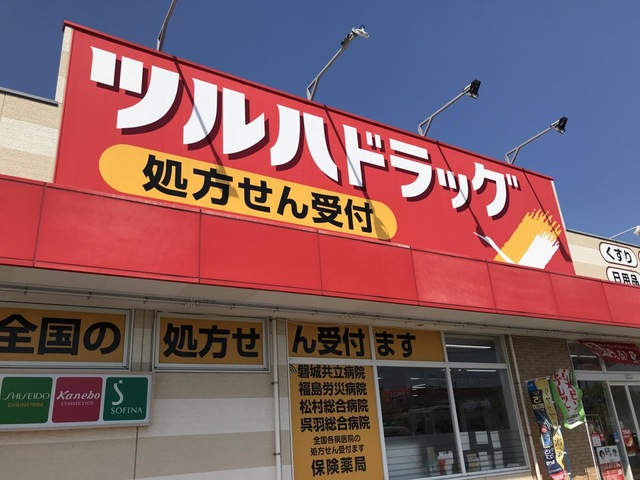 ツルハドラッグ
処方せん受付
くすり
日用品
全国の処方せん受付ます
SHISEIDO
CHAINSTORE
Kanebo
COSMETICS
S
SOFINA
磐城共立病院
福島労災病院
松村総合病院
呉羽総合病院
全国各病医院の
処方せん受付ます
保険薬局